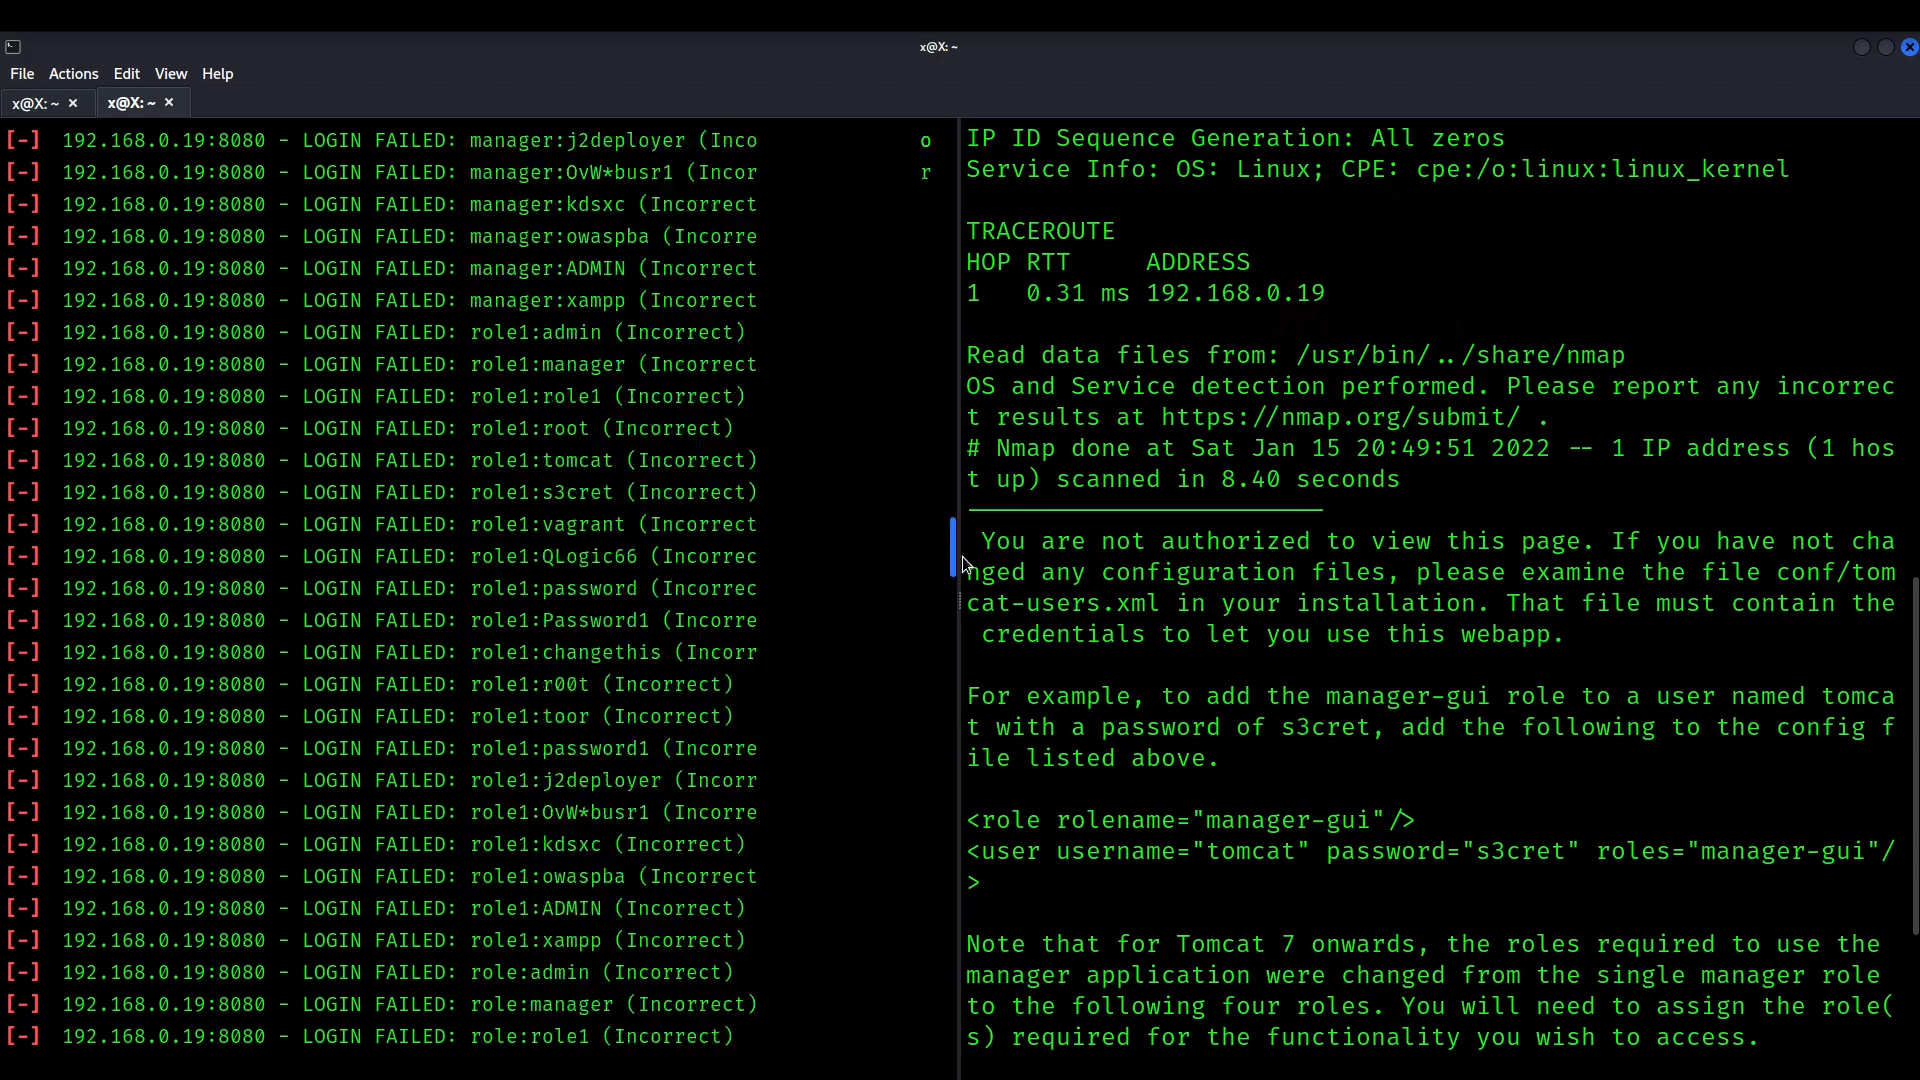 x@X: ~
File Actions Edit View Help
x@X: ~ × x@X: ~ ×
[-] 192.168.0.19:8080 - LOGIN FAILED: manager:j2deployer (Inco o
[-] 192.168.0.19:8080 - LOGIN FAILED: manager:OvW*busr1 (Incor r
[-] 192.168.0.19:8080 - LOGIN FAILED: manager:kdsxc (Incorrect
[-] 192.168.0.19:8080 - LOGIN FAILED: manager:owaspba (Incorre
[-] 192.168.0.19:8080 - LOGIN FAILED: manager:ADMIN (Incorrect
[-] 192.168.0.19:8080 - LOGIN FAILED: manager:xampp (Incorrect
[-] 192.168.0.19:8080 - LOGIN FAILED: role1:admin (Incorrect)
[-] 192.168.0.19:8080 - LOGIN FAILED: role1:manager (Incorrect
[-] 192.168.0.19:8080 - LOGIN FAILED: role1:role1 (Incorrect)
[-] 192.168.0.19:8080 - LOGIN FAILED: role1:root (Incorrect)
[-] 192.168.0.19:8080 - LOGIN FAILED: role1:tomcat (Incorrect)
[-] 192.168.0.19:8080 - LOGIN FAILED: role1:s3cret (Incorrect)
[-] 192.168.0.19:8080 - LOGIN FAILED: role1:vagrant (Incorrect
[-] 192.168.0.19:8080 - LOGIN FAILED: role1:QLogic66 (Incorrec
[-] 192.168.0.19:8080 - LOGIN FAILED: role1:password (Incorrec
[-] 192.168.0.19:8080 - LOGIN FAILED: role1:Password1 (Incorre
[-] 192.168.0.19:8080 - LOGIN FAILED: role1:changethis (Incorr
[-] 192.168.0.19:8080 - LOGIN FAILED: role1:r00t (Incorrect)
[-] 192.168.0.19:8080 - LOGIN FAILED: role1:toor (Incorrect)
[-] 192.168.0.19:8080 - LOGIN FAILED: role1:password1 (Incorre
[-] 192.168.0.19:8080 - LOGIN FAILED: role1:j2deployer (Incorr
[-] 192.168.0.19:8080 - LOGIN FAILED: role1:OvW*busr1 (Incorre
[-] 192.168.0.19:8080 - LOGIN FAILED: role1:kdsxc (Incorrect)
[-] 192.168.0.19:8080 - LOGIN FAILED: role1:owaspba (Incorrect
[-] 192.168.0.19:8080 - LOGIN FAILED: role1:ADMIN (Incorrect)
[-] 192.168.0.19:8080 - LOGIN FAILED: role1:xampp (Incorrect)
[-] 192.168.0.19:8080 - LOGIN FAILED: role:admin (Incorrect)
[-] 192.168.0.19:8080 - LOGIN FAILED: role:manager (Incorrect)
[-] 192.168.0.19:8080 - LOGIN FAILED: role:role1 (Incorrect)
IP ID Sequence Generation: All zeros
Service Info: OS: Linux; CPE: cpe:/o:linux:linux_kernel
TRACEROUTE
HOP RTT ADDRESS
1 0.31 ms 192.168.0.19
Read data files from: /usr/bin/../share/nmap
OS and Service detection performed. Please report any incorrec
t results at https://nmap.org/submit/ .
# Nmap done at Sat Jan 15 20:49:51 2022 -- 1 IP address (1 hos
t up) scanned in 8.40 seconds
You are not authorized to view this page. If you have not cha
nged any configuration files, please examine the file conf/tom
cat-users.xml in your installation. That file must contain the
credentials to let you use this webapp.
For example, to add the manager-gui role to a user named tomca
t with a password of s3cret, add the following to the config f
ile listed above.
<role rolename="manager-gui"/>
<user username="tomcat" password="s3cret" roles="manager-gui"/
>
Note that for Tomcat 7 onwards, the roles required to use the
manager application were changed from the single manager role
to the following four roles. You will need to assign the role(
s) required for the functionality you wish to access.